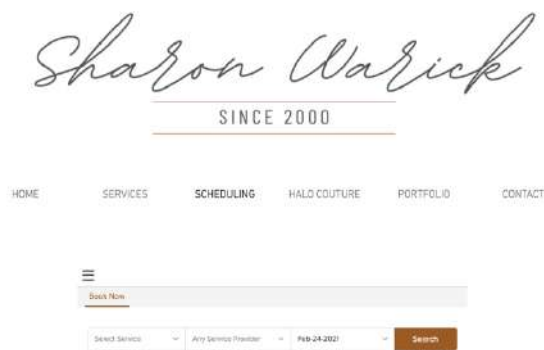 Sharon Warick
SINCE 2000
HOME SERVICES SCHEDULING HALO COUTURE PORTFOLIO CONTACT
Book Now
Select Service Any Service Provider Feb-24-2021 Search